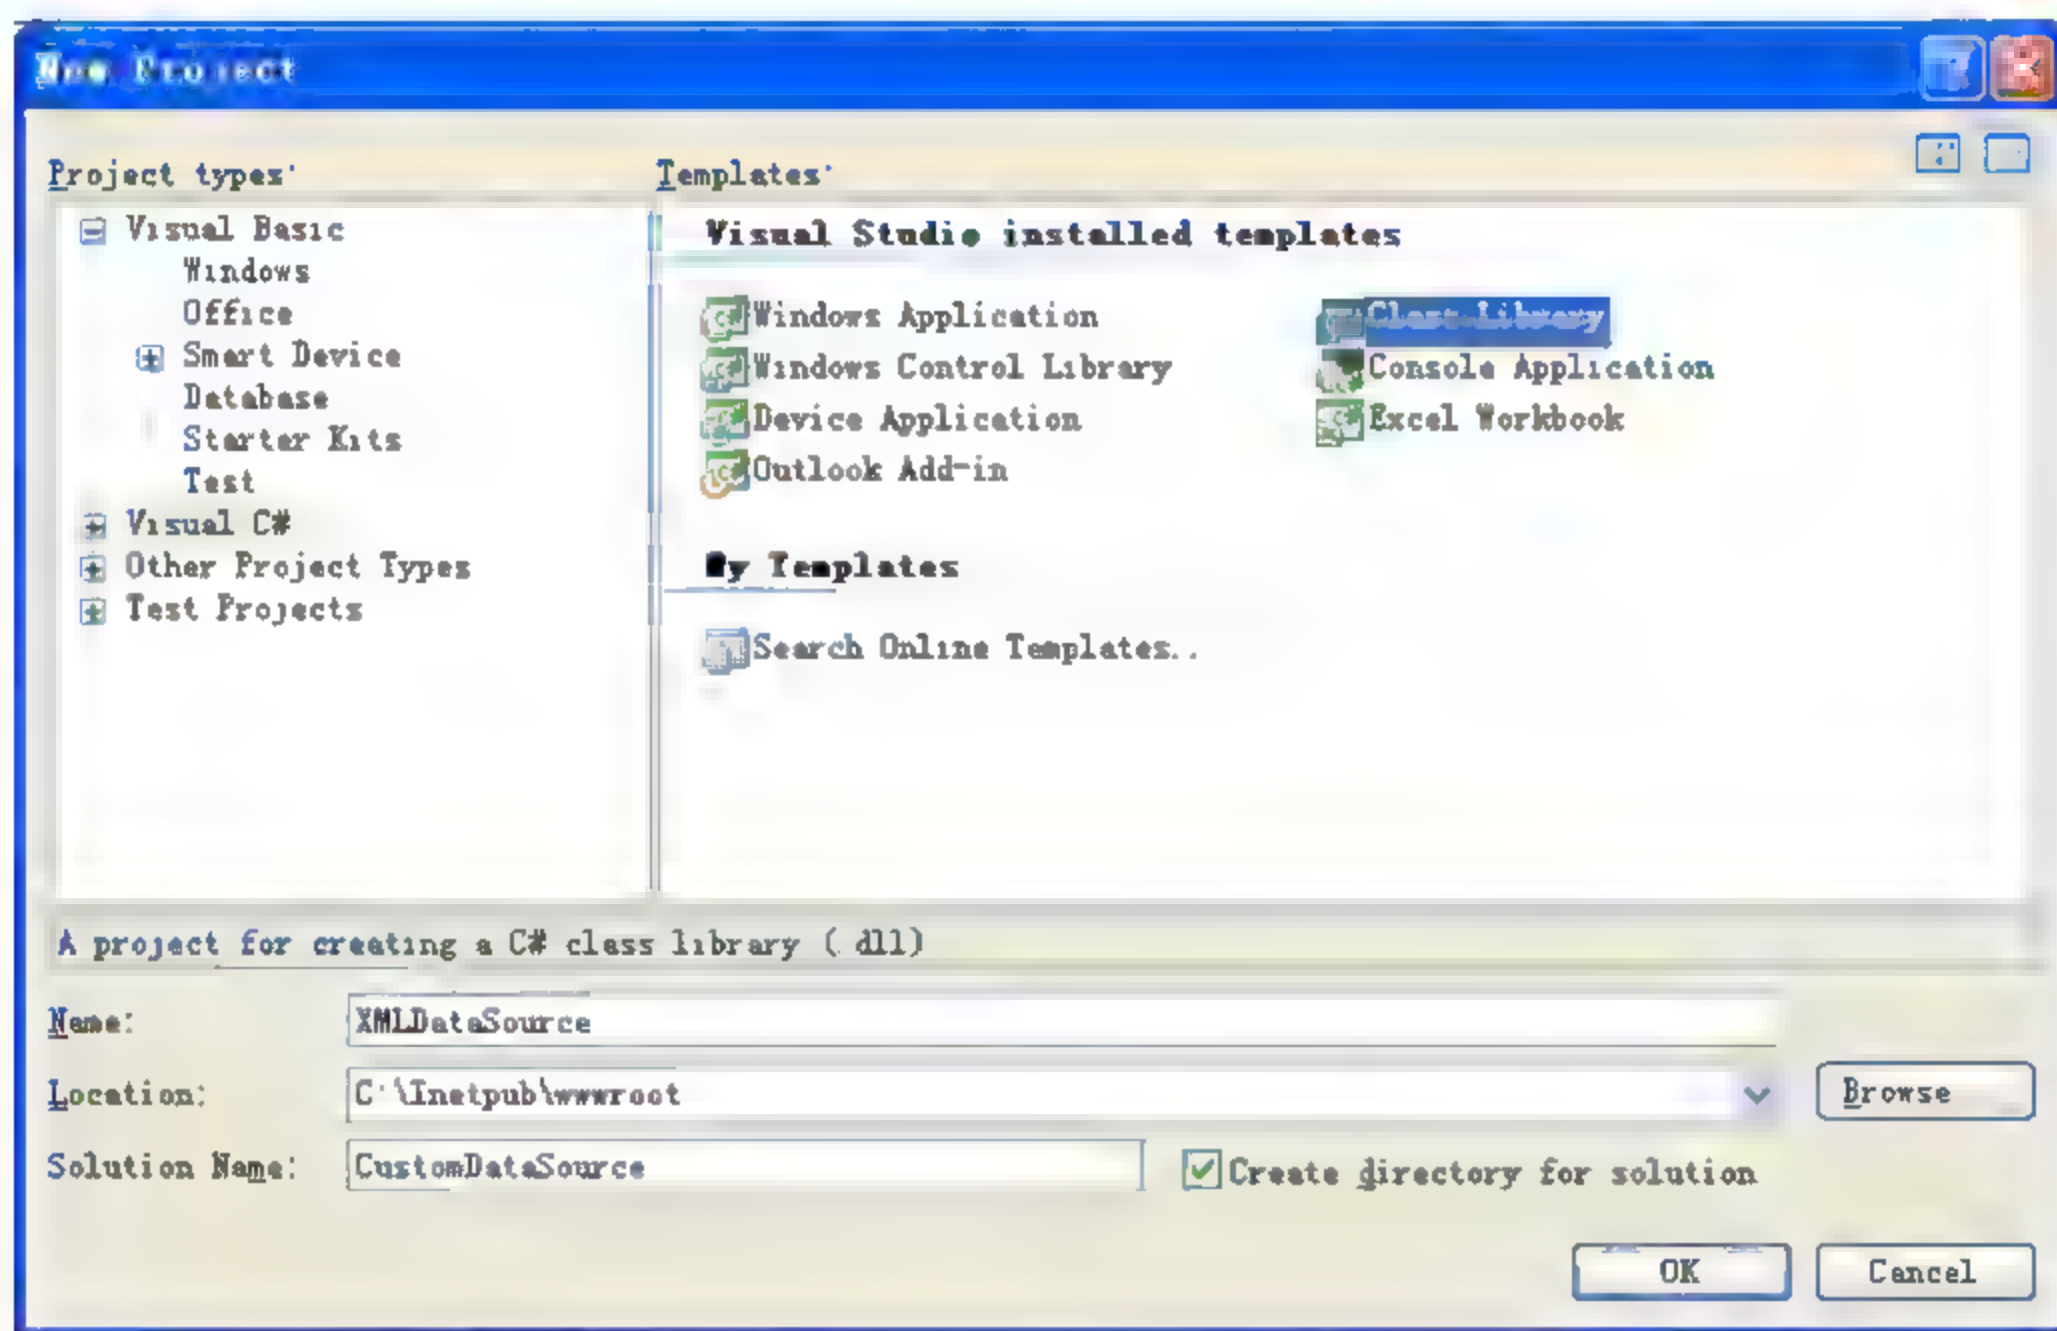 New Project
Project types:
Templates:
Visual Basic
Windows
Office
Smart Device
Database
Starter Kits
Test
Visual C#
Other Project Types
Test Projects
Visual Studio installed templates
Windows Application
Class Library
Windows Control Library
Console Application
Device Application
Excel Workbook
Outlook Add-in
My Templates
Search Online Templates..
A project for creating a C# class library (.dll)
Name:
XMLDataSource
Location:
C:\Inetpub\wwwroot
Browse
Solution Name:
CustomDataSource
Create directory for solution
OK
Cancel